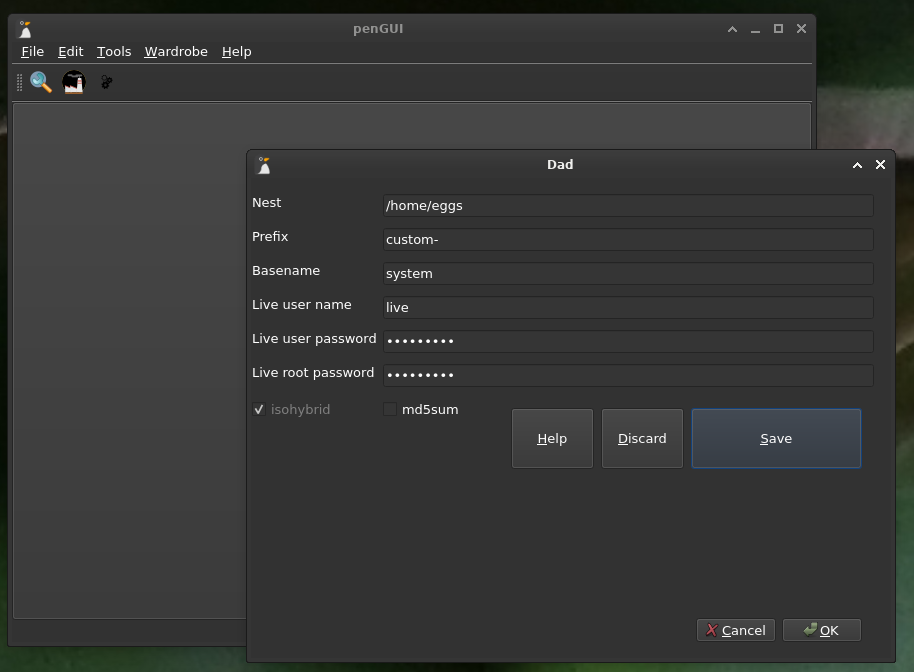 penGUI
File Edit Tools Wardrobe Help
Dad
Nest /home/eggs
Prefix custom-
Basename system
Live user name live
Live user password •••••••••
Live root password •••••••••
isohybrid md5sum
Help Discard Save
Cancel OK